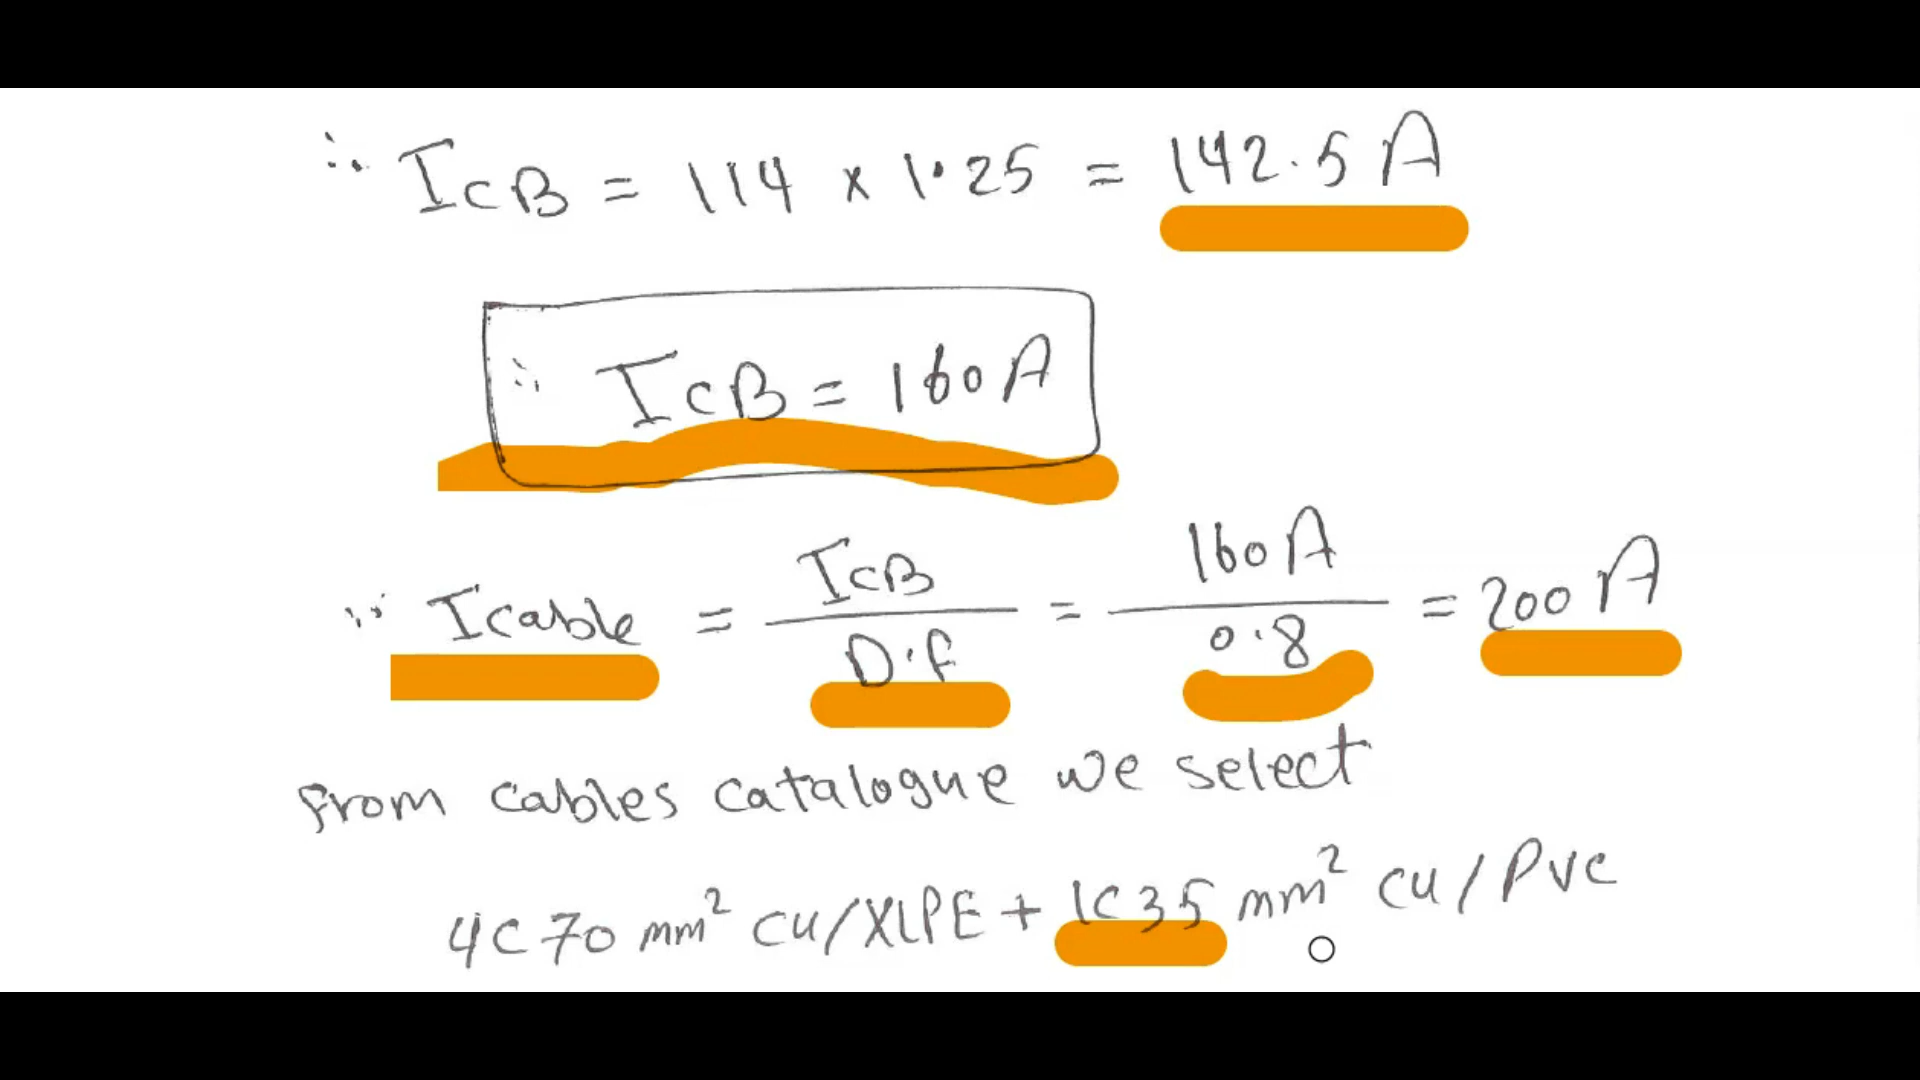 ∴ ICB = 114 x 1.25 = 142.5 A
∴ ICB = 160 A
∵ Icable = ICB / D.F = 160 A / 0.8 = 200 A
From cables catalogue we select
4C 70 mm² CU/XLPE + 1C 35 mm² CU/PVC